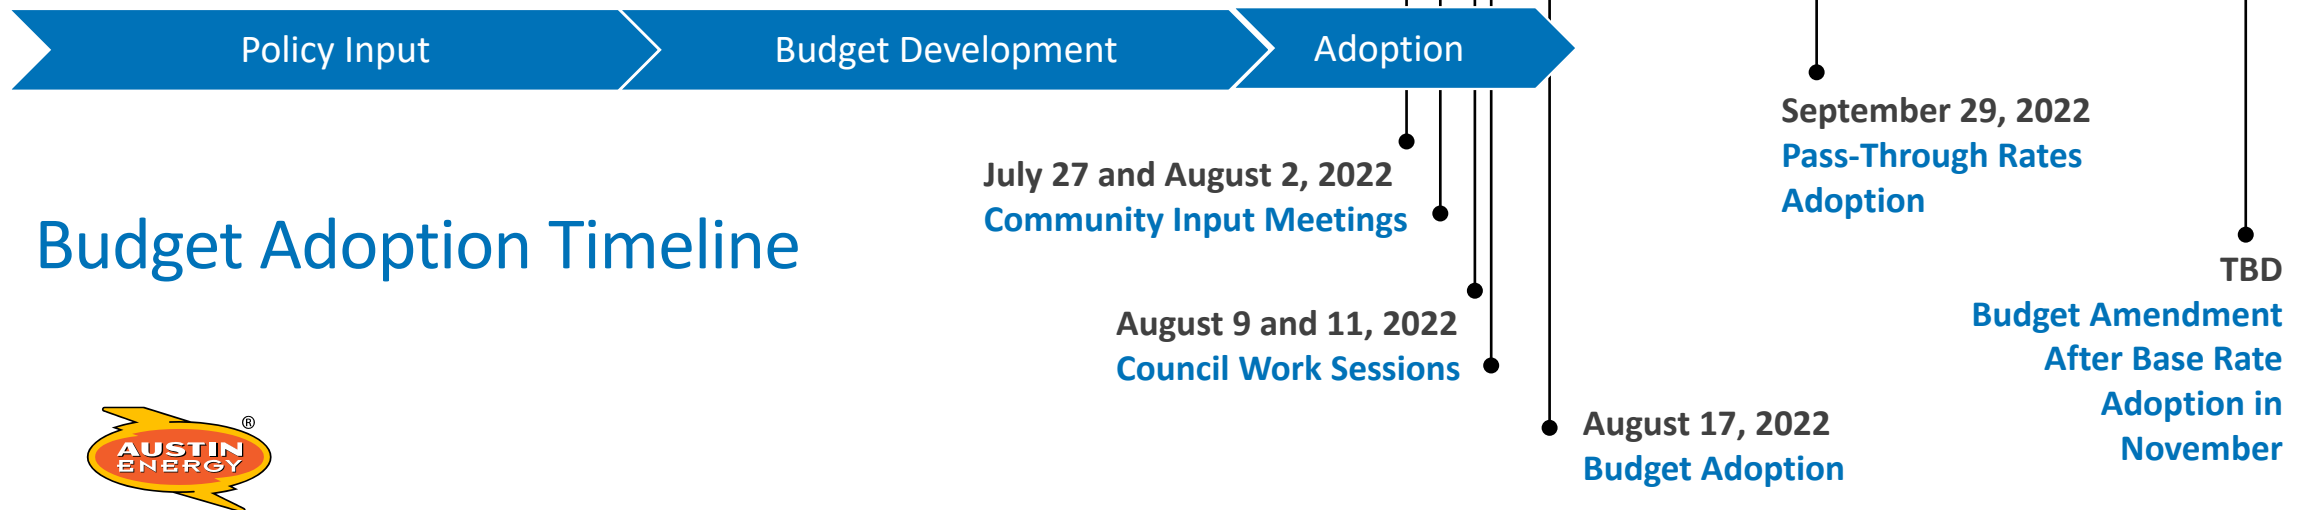 Policy Input
Budget Development
Adoption
Budget Adoption Timeline
July 27 and August 2, 2022
Community Input Meetings
August 9 and 11, 2022
Council Work Sessions
August 17, 2022
Budget Adoption
September 29, 2022
Pass-Through Rates
Adoption
TBD
Budget Amendment
After Base Rate
Adoption in
November
AUSTIN
ENERGY
®